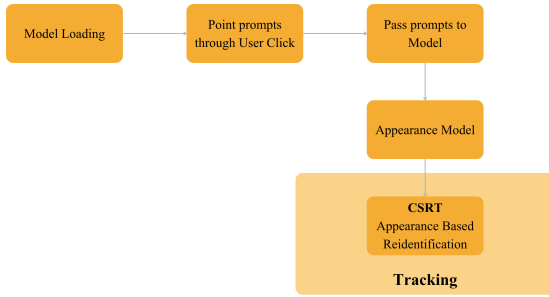 Model Loading
Point prompts
through User Click
Pass prompts to
Model
Appearance Model
CSRT
Appearance Based
Reidentification
Tracking